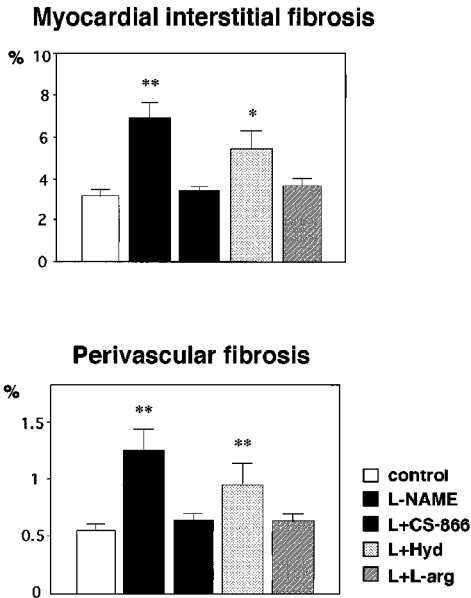 Myocardial interstitial fibrosis
%
10
8
6
4
2
0
**
*
Perivascular fibrosis
%
1.5
1
0.5
0
**
**
control
L-NAME
L+CS-866
L+Hyd
L+L-arg